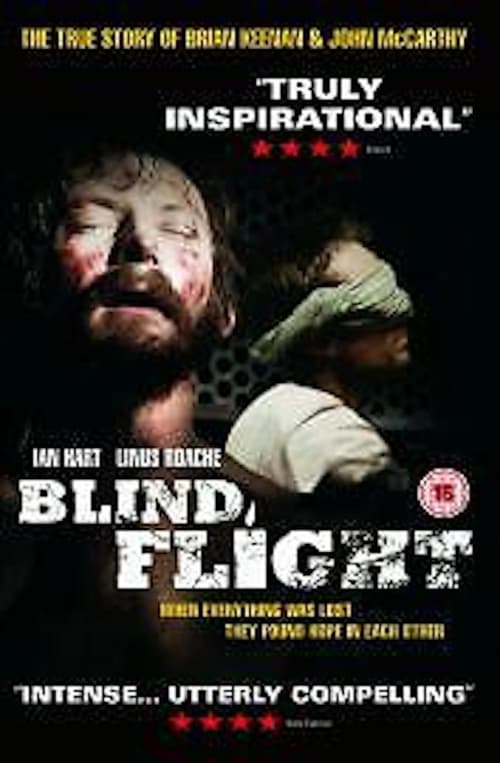 THE TRUE STORY OF BRIAN KEENAN & JOHN McCARTHY
"TRULY
INSPIRATIONAL"
IAN HART LINUS ROACHE
BLIND
FLIGHT
15
WHEN EVERYTHING WAS LOST
THEY FOUND HOPE IN EACH OTHER
"INTENSE... UTTERLY COMPELLING"